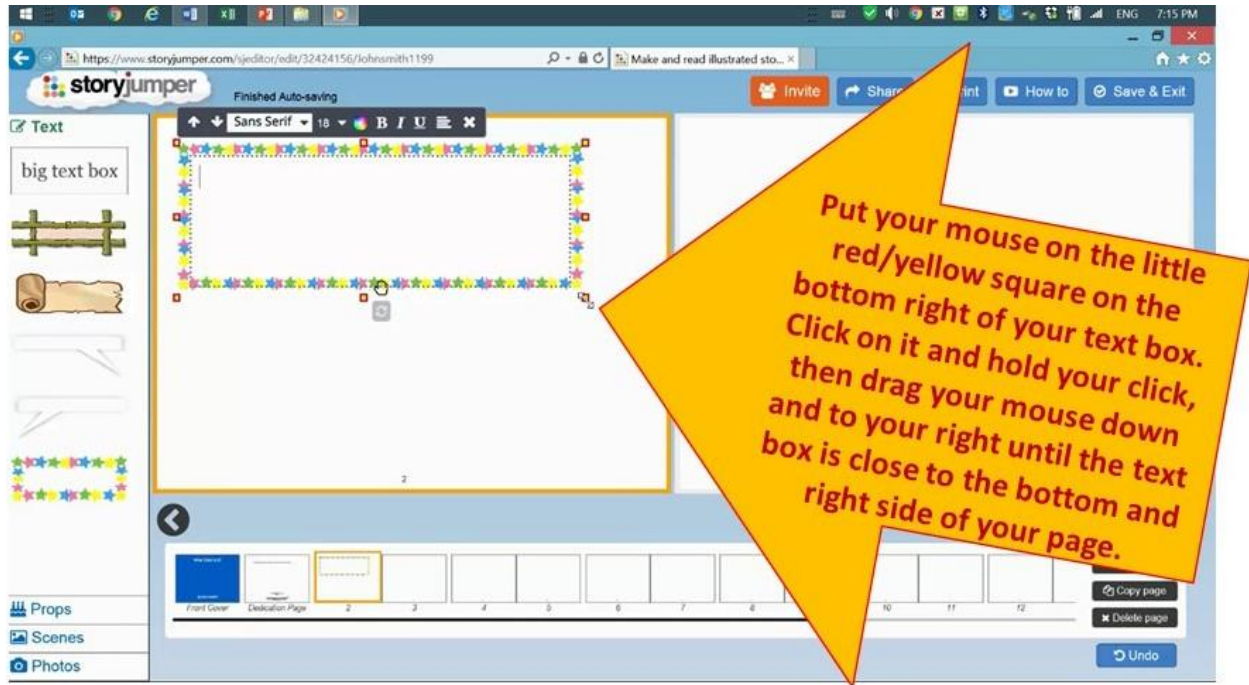 ENG 7:15 PM
https://www.storyjumper.com/sjeditor/edit/32424156/Johnsmith1199
Make and read illustrated sto...
storyjumper
Finished Auto-saving
Invite
Shar
int
How to
Save & Exit
Text
Sans Serif 18 B I U
big text box
Put your mouse on the little
red/yellow square on the
bottom right of your text box.
Click on it and hold your click,
then drag your mouse down
and to your right until the text
box is close to the bottom and
right side of your page.
2
Front Cover
Dedication Page
2
3
4
5
6
7
8
10
11
12
Copy page
Delete page
Props
Scenes
Photos
Undo